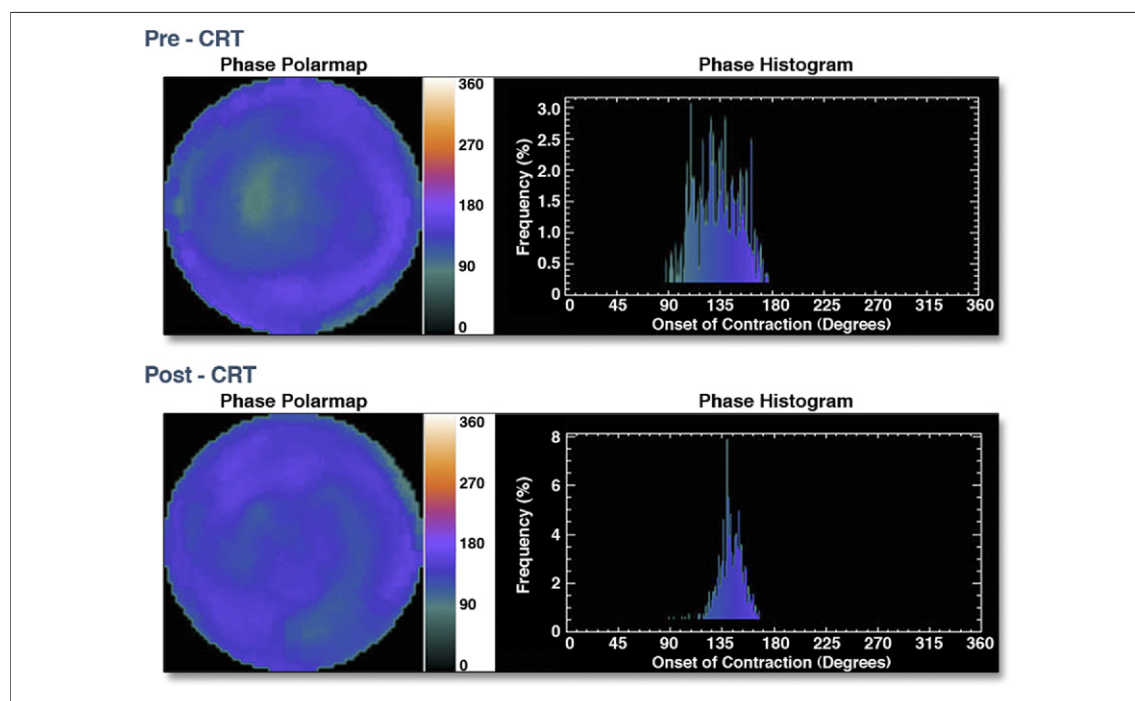 Pre - CRT
Phase Polarmap
360
270
180
90
0
Phase Histogram
Frequency (%)
3.0
2.5
2.0
1.5
1.0
0.5
0
0 45 90 135 180 225 270 315 360
Onset of Contraction (Degrees)
Post - CRT
Phase Polarmap
360
270
180
90
0
Phase Histogram
Frequency (%)
8
6
4
2
0
0 45 90 135 180 225 270 315 360
Onset of Contraction (Degrees)